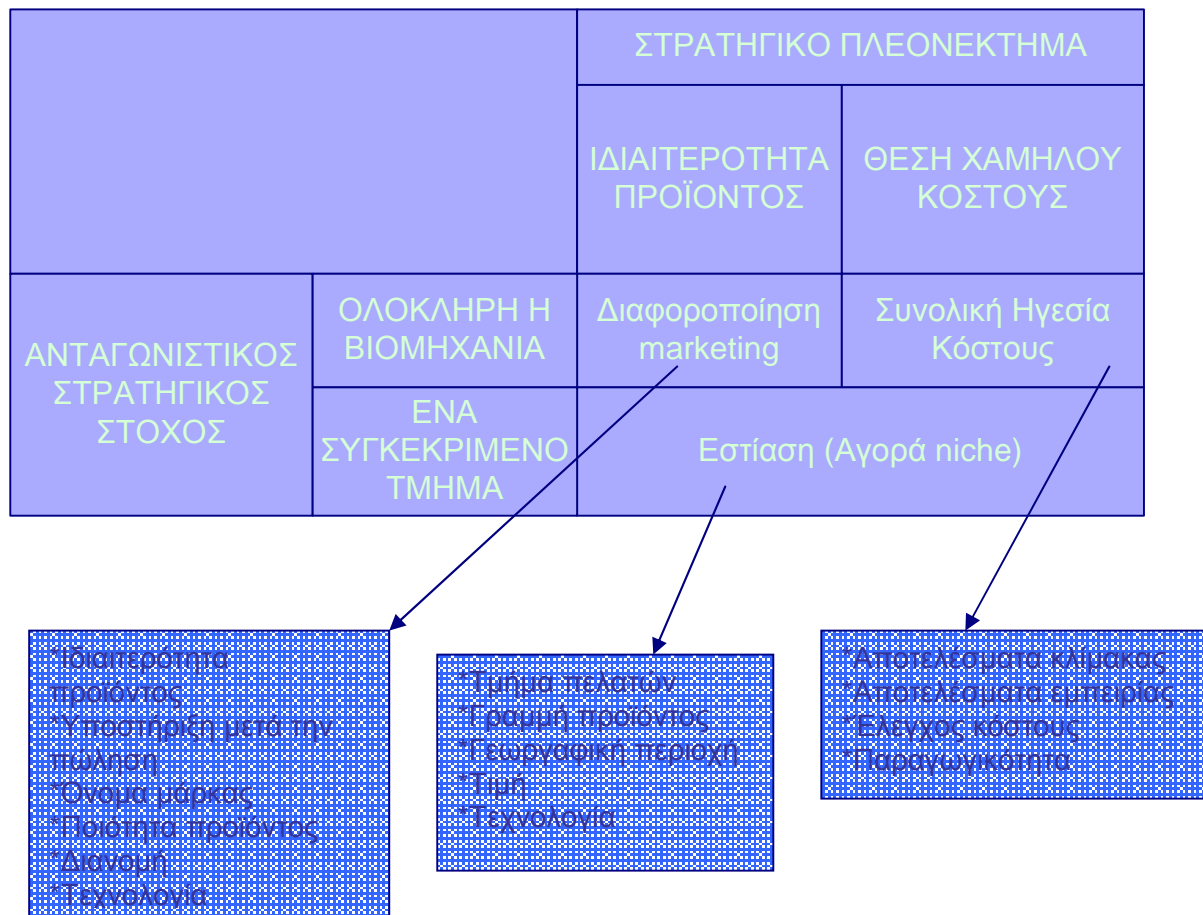 ΣΤΡΑΤΗΓΙΚΟ ΠΛΕΟΝΕΚΤΗΜΑ
ΙΔΙΑΙΤΕΡΟΤΗΤΑ
ΠΡΟΪΟΝΤΟΣ
ΘΕΣΗ ΧΑΜΗΛΟΥ
ΚΟΣΤΟΥΣ
ΑΝΤΑΓΩΝΙΣΤΙΚΟΣ
ΣΤΡΑΤΗΓΙΚΟΣ
ΣΤΟΧΟΣ
ΟΛΟΚΛΗΡΗ Η
ΒΙΟΜΗΧΑΝΙΑ
Διαφοροποίηση
marketing
Συνολική Ηγεσία
Κόστους
ΕΝΑ
ΣΥΓΚΕΚΡΙΜΕΝΟ
ΤΜΗΜΑ
Εστίαση (Αγορά niche)
*Ιδιαιτερότητα
προϊόντος
*Υποστήριξη μετά την
πώληση
*Όνομα μάρκας
*Ποιότητα προϊόντος
*Διανομή
*Τεχνολογία
*Τμήμα πελατών
*Γραμμή προϊόντος
*Γεωγραφική περιοχή
*Τιμή
*Τεχνολογία
*Αποτελέσματα κλίμακας
*Αποτελέσματα εμπειρίας
*Έλεγχος κόστους
*Παραγωγικότητα